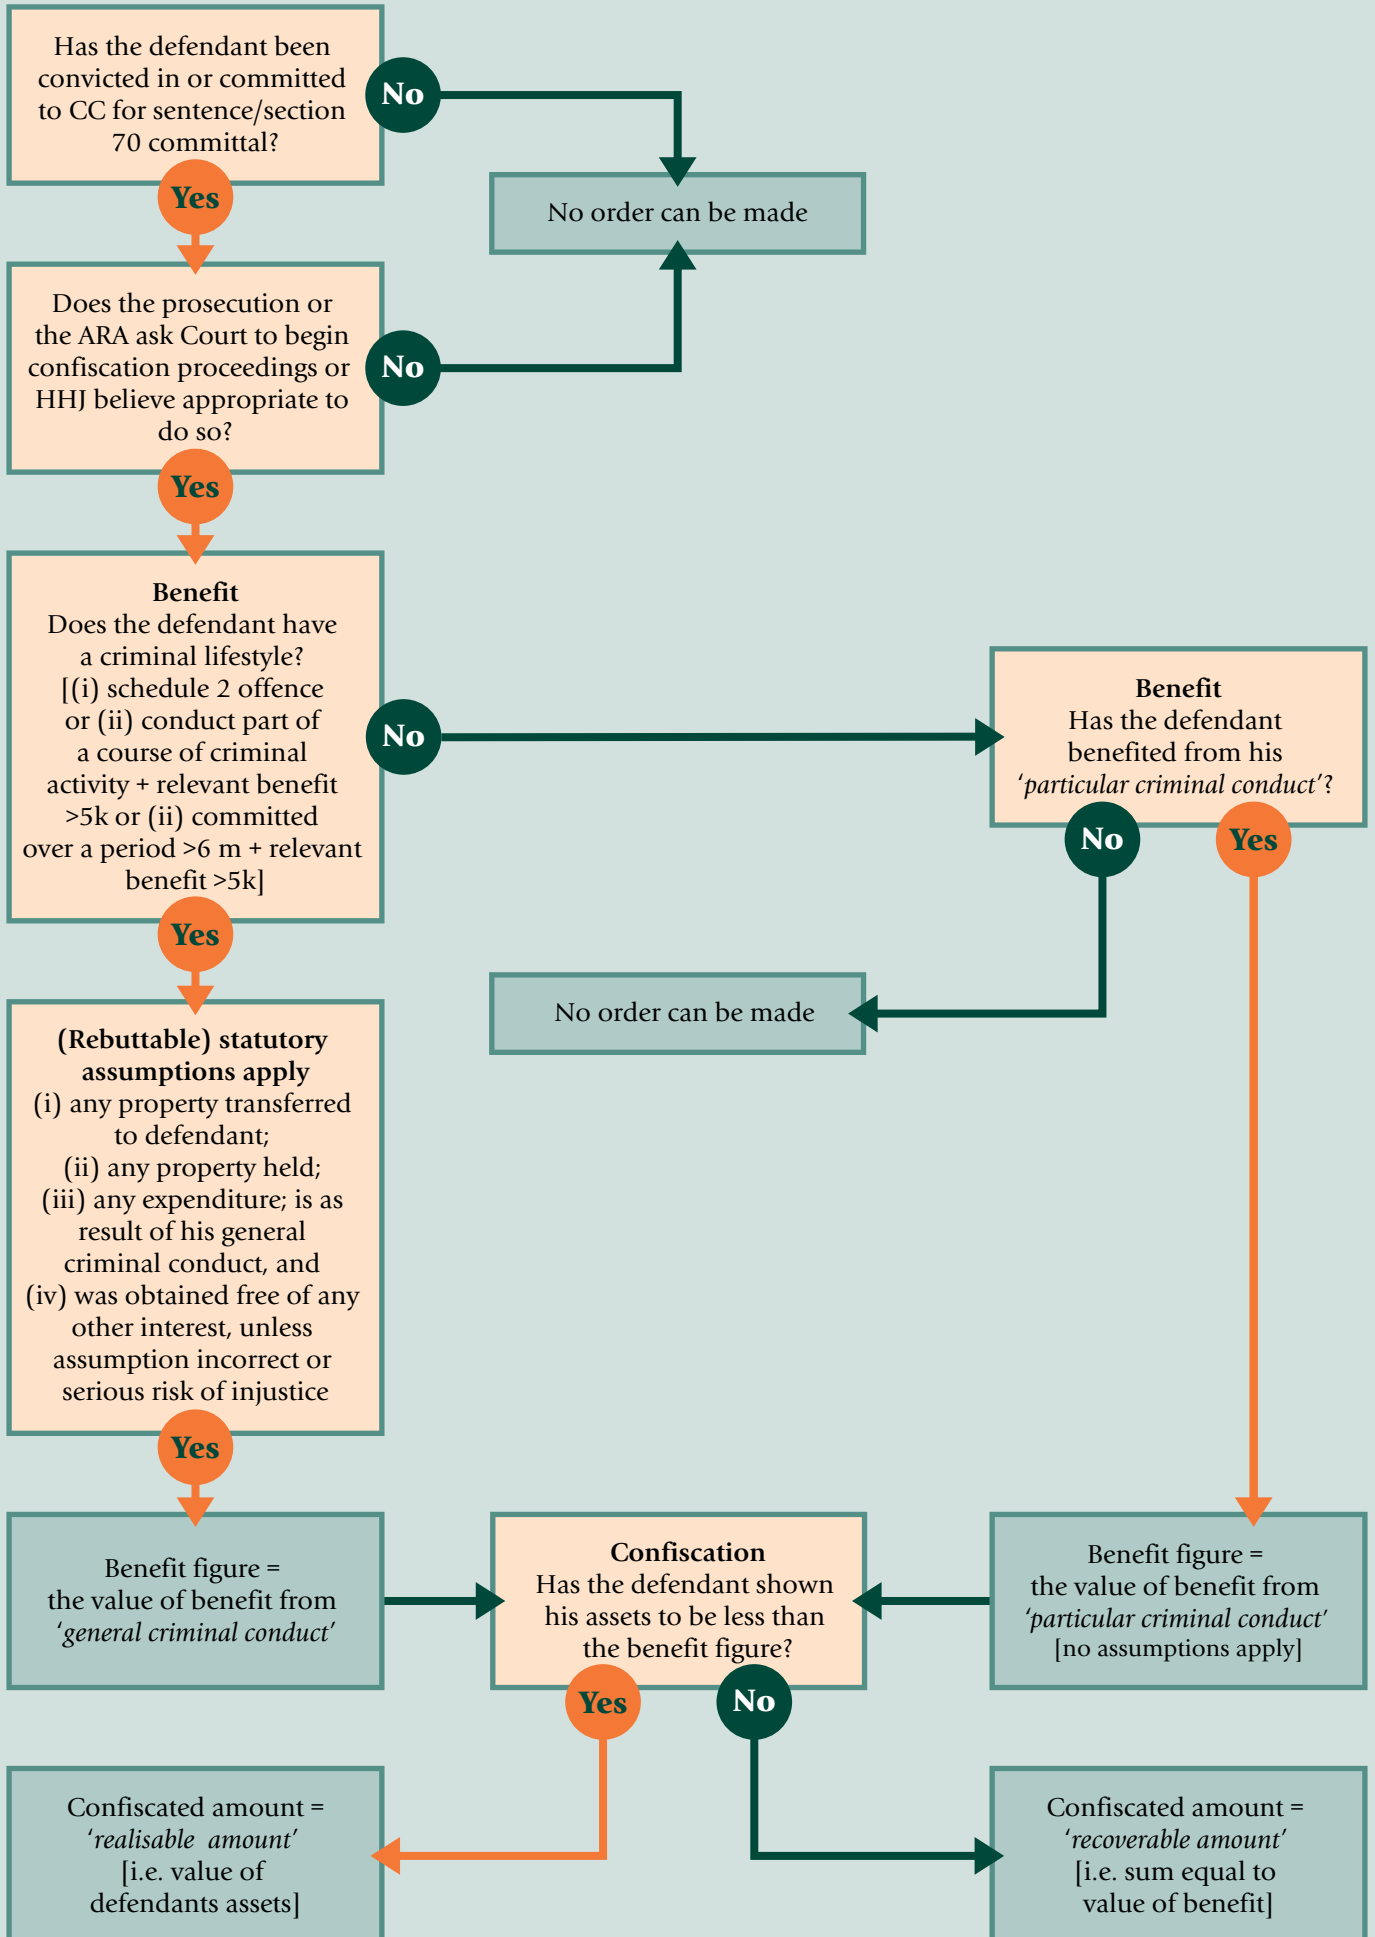 Has the defendant been
convicted in or committed
to CC for sentence/section
70 committal?
No
Yes
No order can be made
Does the prosecution or
the ARA ask Court to begin
confiscation proceedings or
HHJ believe appropriate to
do so?
No
Yes
Benefit
Does the defendant have
a criminal lifestyle?
[(i) schedule 2 offence
or (ii) conduct part of
a course of criminal
activity + relevant benefit
>5k or (ii) committed
over a period >6 m + relevant
benefit >5k]
No
Yes
Benefit
Has the defendant
benefited from his
‘particular criminal conduct’?
No
Yes
No order can be made
(Rebuttable) statutory
assumptions apply
(i) any property transferred
to defendant;
(ii) any property held;
(iii) any expenditure; is as
result of his general
criminal conduct, and
(iv) was obtained free of any
other interest, unless
assumption incorrect or
serious risk of injustice
Yes
Benefit figure =
the value of benefit from
‘general criminal conduct’
Confiscation
Has the defendant shown
his assets to be less than
the benefit figure?
Yes
No
Benefit figure =
the value of benefit from
‘particular criminal conduct’
[no assumptions apply]
Confiscated amount =
‘realisable amount’
[i.e. value of
defendants assets]
Confiscated amount =
‘recoverable amount’
[i.e. sum equal to
value of benefit]